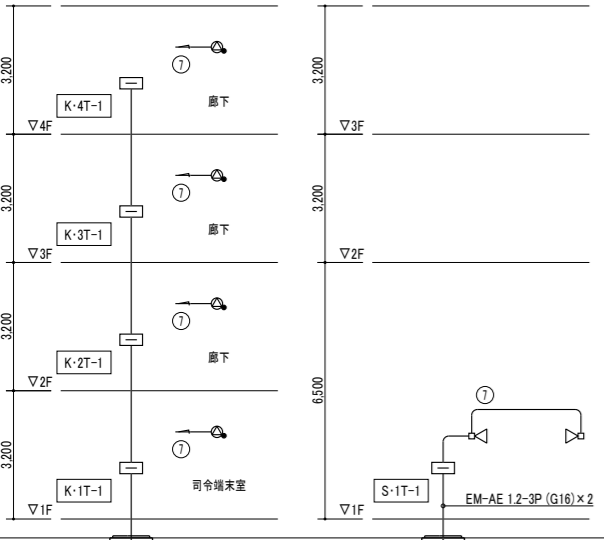 3,200
⑦
K·4T-1
廊下
▽4F
3,200
⑦
K·3T-1
廊下
▽3F
3,200
⑦
K·2T-1
廊下
▽2F
3,200
⑦
K·1T-1
司令端末室
▽1F
3,200
▽3F
3,200
▽2F
6,500
⑦
S·1T-1
EM-AE 1.2-3P (G16)×2
▽1F